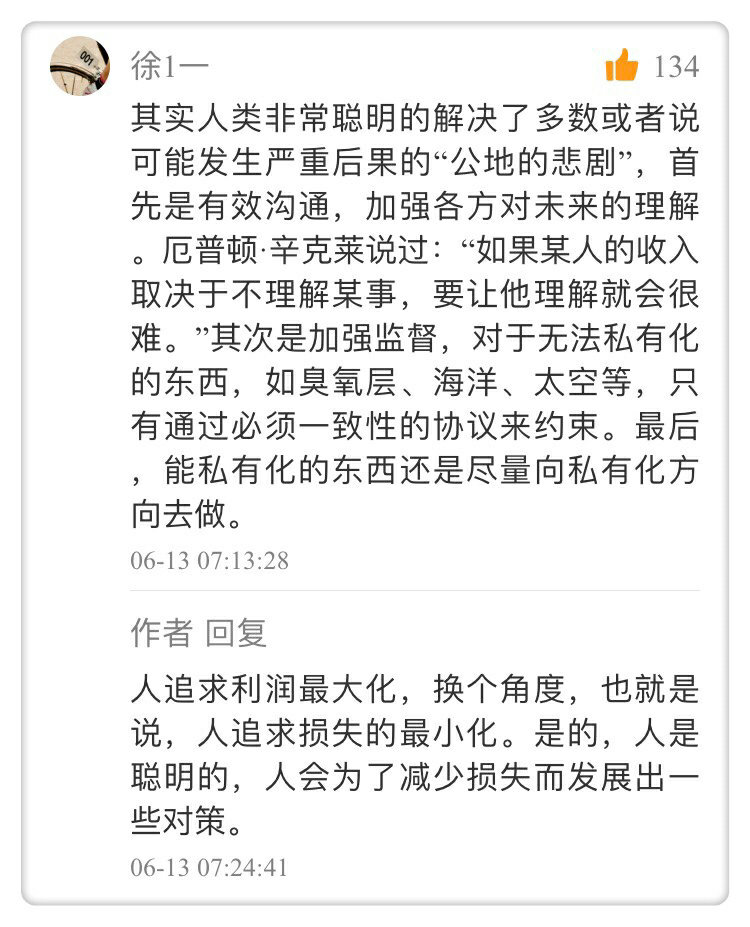 徐1一
134
其实人类非常聪明的解决了多数或者说
可能发生严重后果的“公地的悲剧”，首
先是有效沟通，加强各方对未来的理解
。厄普顿·辛克莱说过：“如果某人的收入
取决于不理解某事，要让他理解就会很
难。”其次是加强监督，对于无法私有化
的东西，如臭氧层、海洋、太空等，只
有通过必须一致性的协议来约束。最后
，能私有化的东西还是尽量向私有化方
向去做。
06-13 07:13:28
作者 回复
人追求利润最大化，换个角度，也就是
说，人追求损失的最小化。是的，人是
聪明的，人会为了减少损失而发展出一
些对策。
06-13 07:24:41